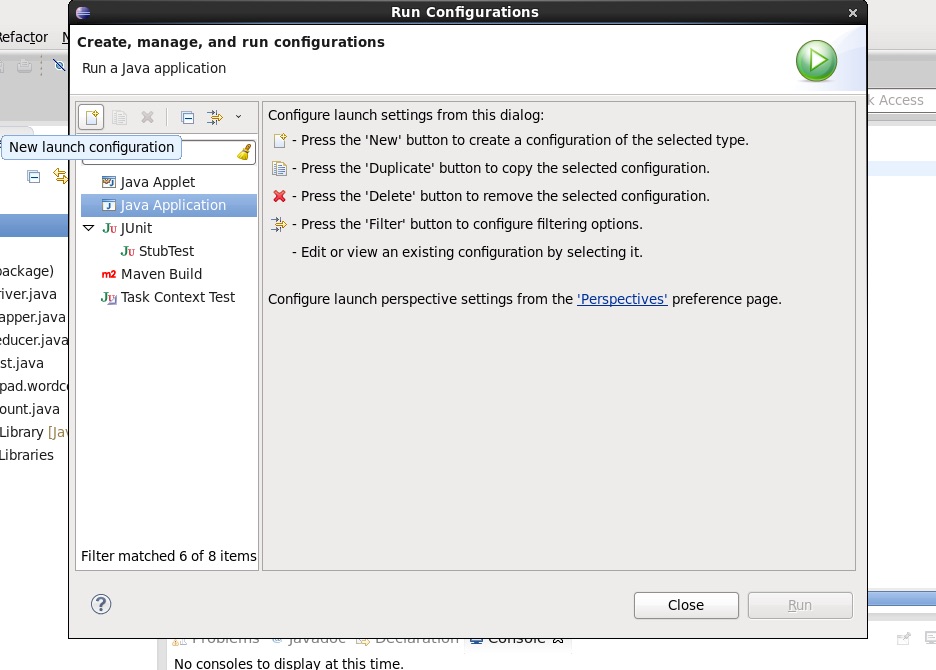 Run Configurations
Refactor N
Create, manage, and run configurations
Run a Java application
k Access
Configure launch settings from this dialog:
New launch configuration
- Press the 'New' button to create a configuration of the selected type.
- Press the 'Duplicate' button to copy the selected configuration.
- Press the 'Delete' button to remove the selected configuration.
- Press the 'Filter' button to configure filtering options.
- Edit or view an existing configuration by selecting it.
Configure launch perspective settings from the 'Perspectives' preference page.
Java Applet
Java Application
Ju JUnit
Ju StubTest
m2 Maven Build
Ju Task Context Test
Filter matched 6 of 8 items
package)
river.java
apper.java
educer.java
st.java
pad.wordco
ount.java
Library [Jav
Libraries
? Close Run
Problems @ Javadoc Declaration Console
No consoles to display at this time.